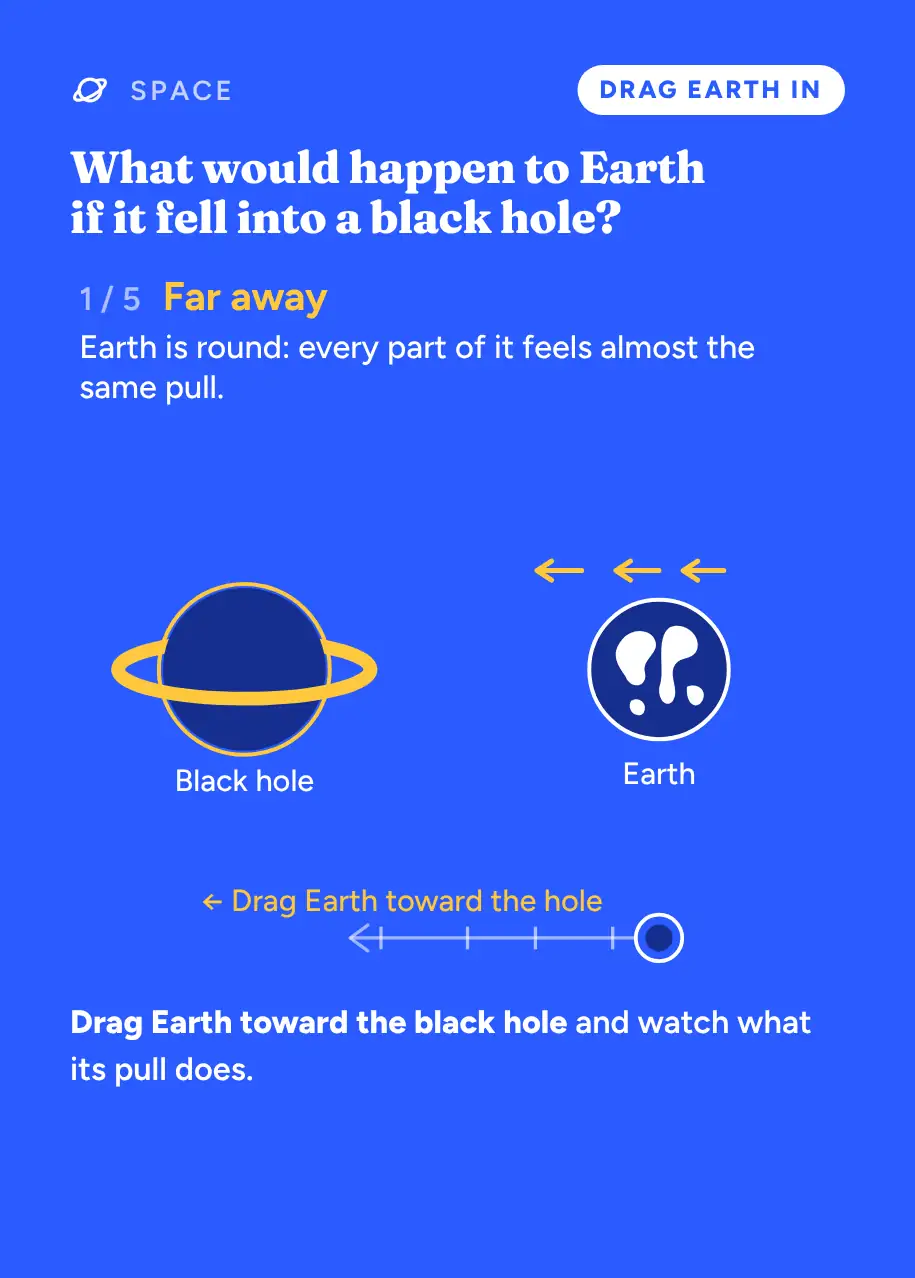 SPACE
DRAG EARTH IN
What would happen to Earth
if it fell into a black hole?
1 / 5 Far away
Earth is round: every part of it feels almost the
same pull.
Black hole
Earth
← Drag Earth toward the hole
Drag Earth toward the black hole and watch what
its pull does.